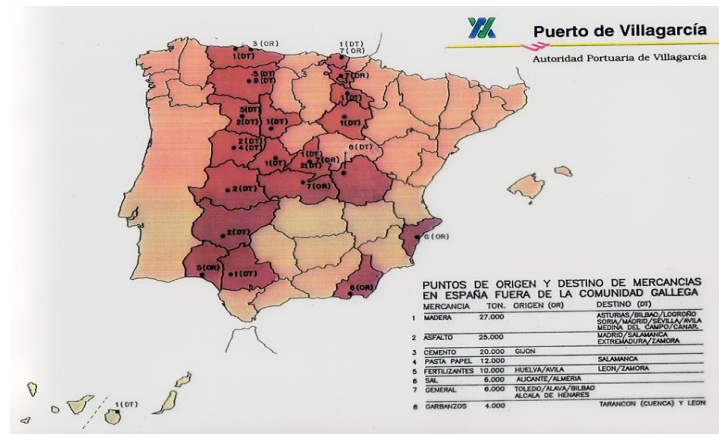 Puerto de Villagarcía
Autoridad Portuaria de Villagarcía
3 (OR)
1(DT)
1(DT)
7(OR)
5(DT)
8(DT)
7(OR)
1(DT)
5(DT)
2(DT)
1(DT)
1(DT)
2(DT)
4(DT)
1(DT)
1(DT)
2(DT)
7(OR)
8(DT)
2(DT)
7(OR)
2(DT)
6(OR)
5(OR)
1(DT)
6(OR)
1(DT)
PUNTOS DE ORIGEN Y DESTINO DE MERCANCIAS
EN ESPAÑA FUERA DE LA COMUNIDAD GALLEGA
MERCANCIA TON. ORIGEN (OR) DESTINO (DT)
1 MADERA 27.000 ASTURIAS/BILBAO/LOGROÑO
SORIA/MADRID/SEVILLA/AVILA
MEDINA DEL CAMPO/CANAR.
2 ASFALTO 25.000 MADRID/SALAMANCA
EXTREMADURA/ZAMORA
3 CEMENTO 20.000 GIJON
4 PASTA PAPEL 12.000 SALAMANCA
5 FERTILIZANTES 10.000 HUELVA/AVILA LEON/ZAMORA
6 SAL 6.000 ALICANTE/ALMERIA
7 GENERAL 6.000 TOLEDO/ALAVA/BILBAO
ALCALA DE HENARES
8 GARBANZOS 4.000 TARANCON (CUENCA) Y LEON